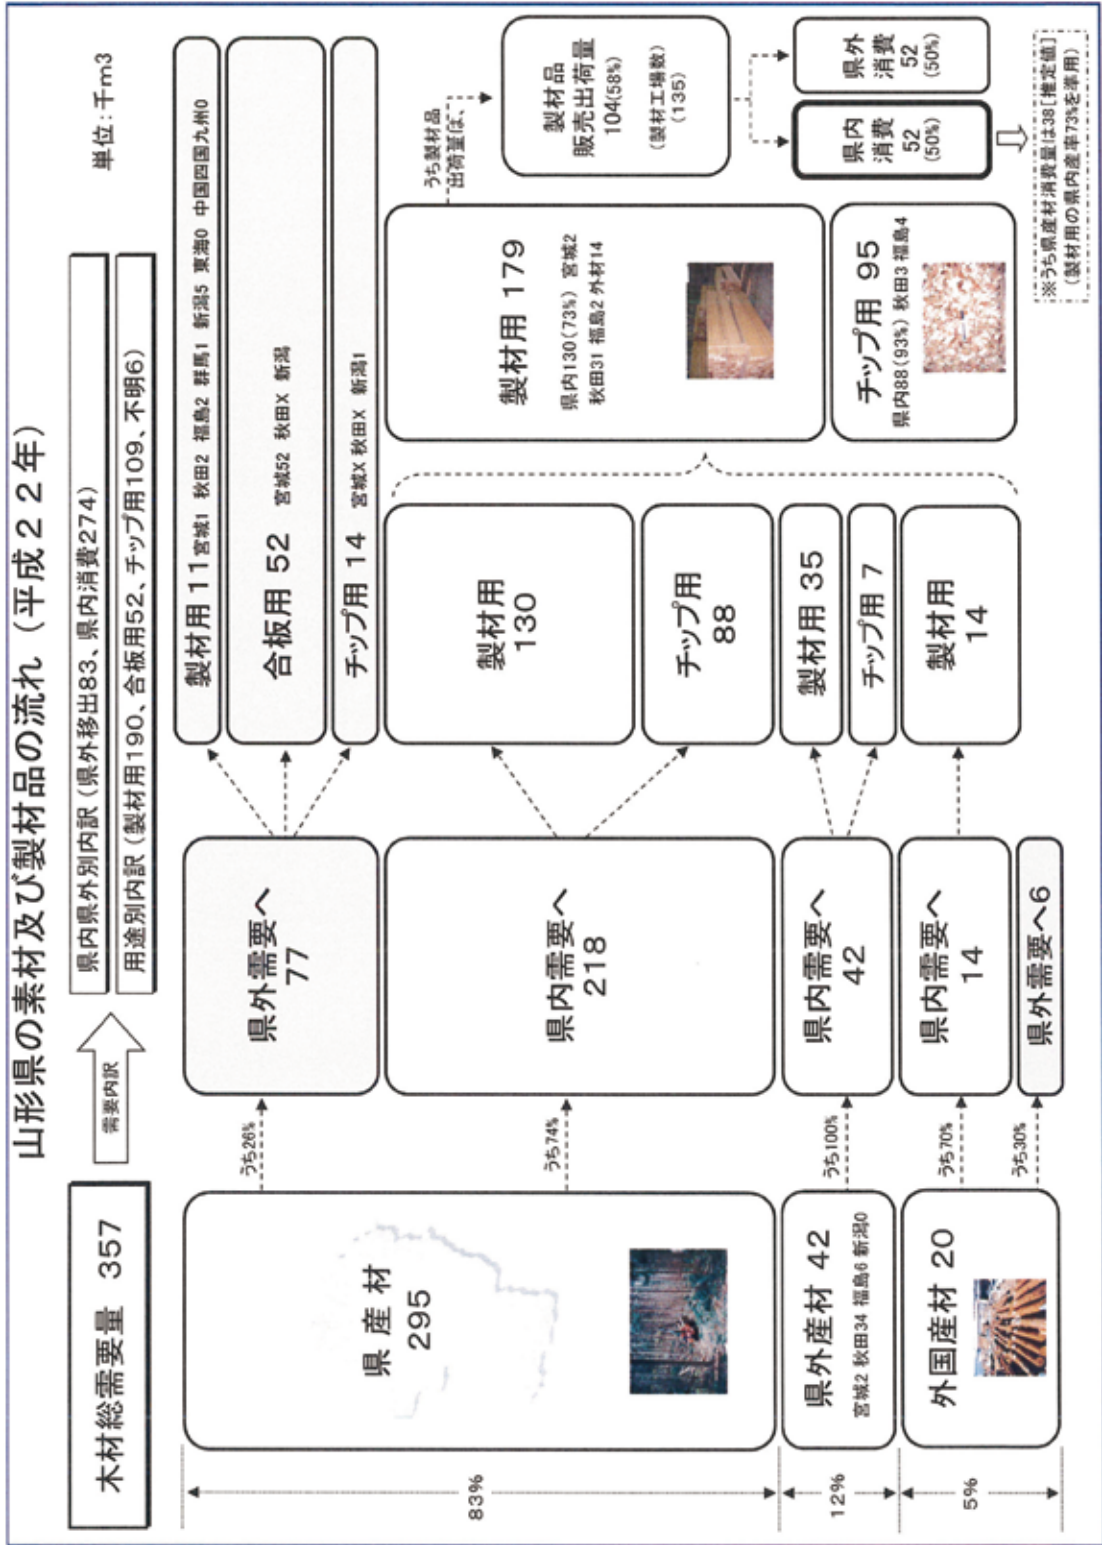 山形県の素材及び製材品の流れ（平成２２年）
単位：千m3
木材総需要量 357
需要内訳
県内県外別内訳（県外移出83、県内消費274）
用途別内訳（製材用190、合板用52、チップ用109、不明6）
83%
12%
5%
県産材
295
県外産材 42
宮城2 秋田34 福島6 新潟0
外国産材 20
うち26%
うち74%
うち100%
うち70%
うち30%
県外需要へ
77
県内需要へ
218
県内需要へ
42
県内需要へ
14
県外需要へ6
製材用 11宮城1 秋田2 福島2 群馬1 新潟5 東海0 中国四国九州0
合板用 52 宮城52 秋田X 新潟
チップ用 14 宮城X 秋田X 新潟1
製材用
130
チップ用
88
製材用 35
チップ用 7
製材用
14
製材用 179
県内130(73%) 宮城2
秋田31 福島2 外材14
チップ用 95
県内88(93%) 秋田3 福島4
うち製材品
出荷量は、
製材品
販売出荷量
104(58%)
(製材工場数)
(135)
県内
消費
52
(50%)
県外
消費
52
(50%)
※うち県産材消費量は38[推定値]
(製材用の県内産率73%を準用)